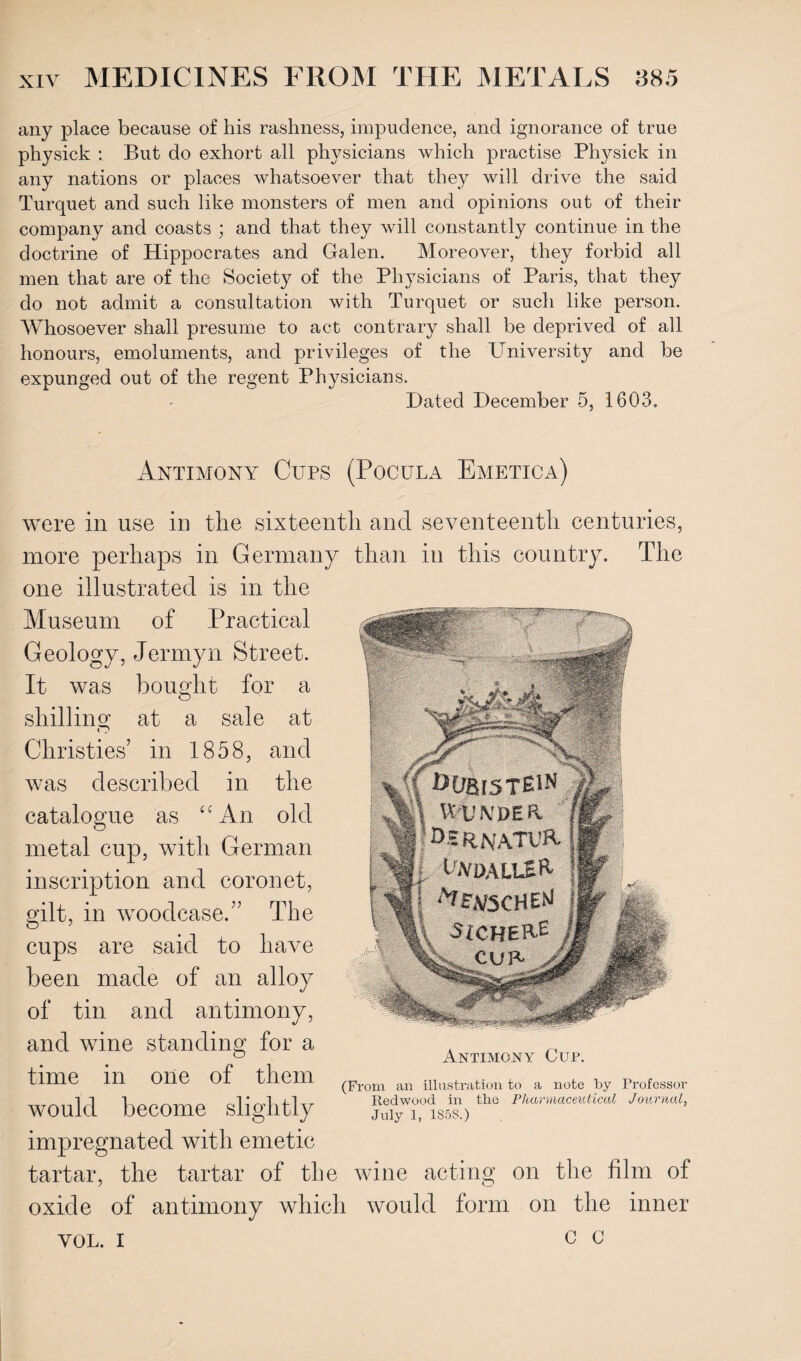 XIV MEDICINES FROM THE METALS 385
any place because of his rashness, impudence, and ignorance of true
physick : But do exhort all physicians which practise Physick in
any nations or places whatsoever that they will drive the said
Turquet and such like monsters of men and opinions out of their
company and coasts ; and that they will constantly continue in the
doctrine of Hippocrates and Galen. Moreover, they forbid all
men that are of the Society of the Physicians of Paris, that they
do not admit a consultation with Turquet or such like person.
Whosoever shall presume to act contrary shall be deprived of all
honours, emoluments, and privileges of the University and be
expunged out of the regent Physicians.
Dated December 5, 1603.
Antimony Cups (Pocula Emetica)
were in use in the sixteenth and seventeenth centuries,
more perhaps in Germany than in this country. The
one illustrated is in the
Museum of Practical
Geology, Jermyn Street.
It was bought for a
shilling at a sale at
Christies' in 1858, and
was described in the
catalogue as “An old
metal cup, with German
inscription and coronet,
gilt, in woodcase.” The
cups are said to have
been made of an alloy
of tin and antimony,
and wine standing for a
time in one of them
would become slightly
impregnated with emetic
tartar, the tartar of the wine acting on the film of
oxide of antimony which would form on the inner
DUBISTEIN
WUNDER
DERNATUR
UNDALLER
MENSCHEN
SICHERE
CUR
Antimony Cup.
(From an illustration to a note by Professor
Redwood in the Pharmaceutical Journal,
July 1, 1858.)
VOL. I C C